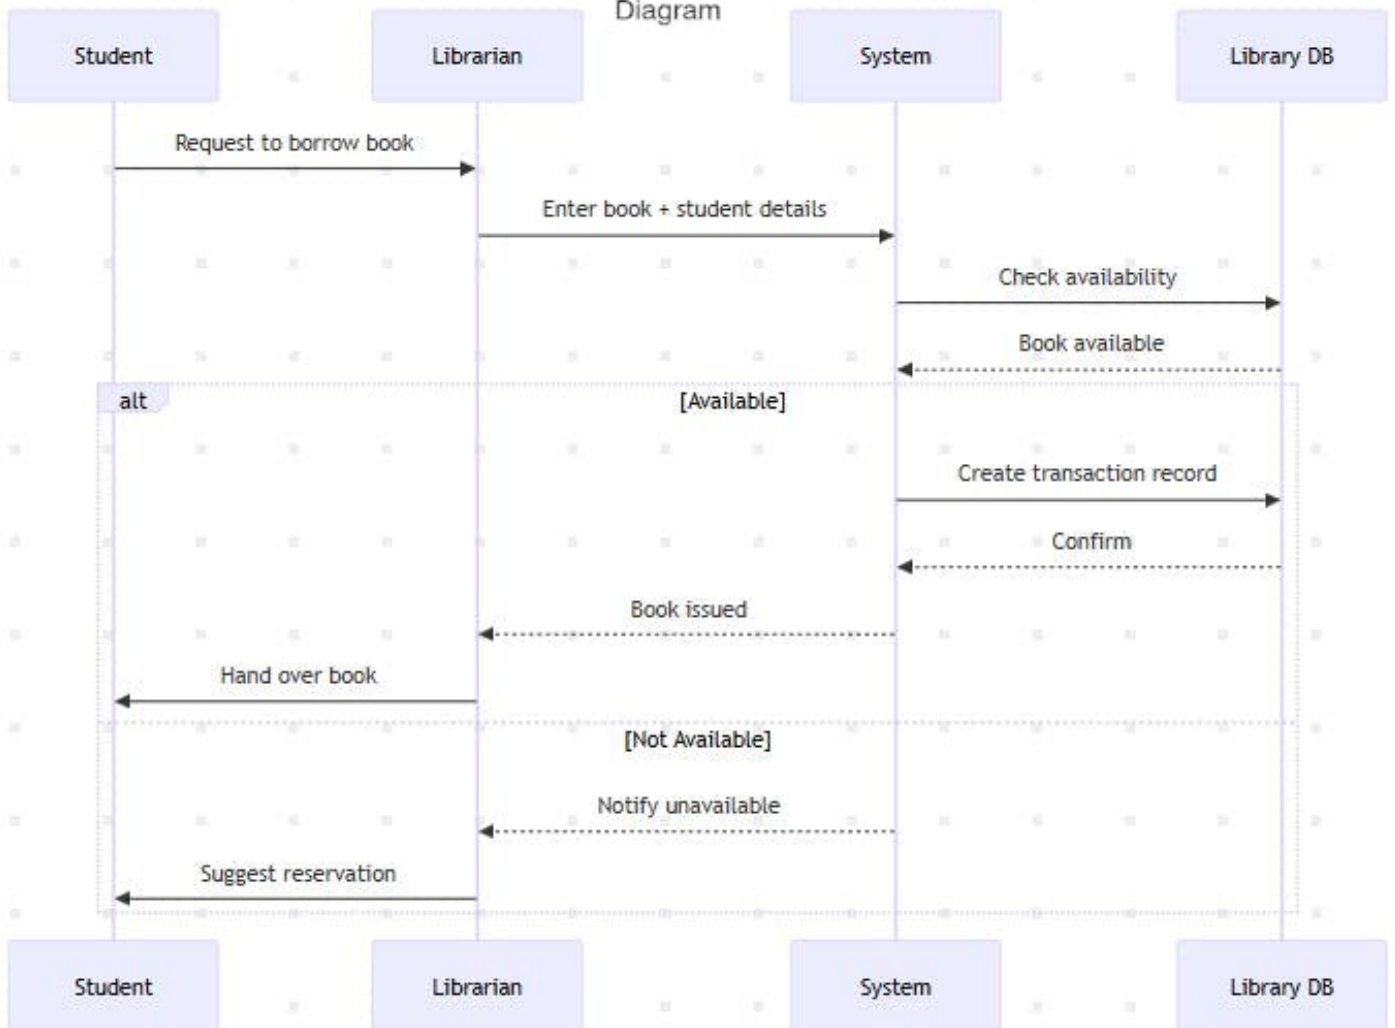 Diagram
Student
Librarian
System
Library DB
Request to borrow book
Enter book + student details
Check availability
Book available
alt
[Available]
Create transaction record
Confirm
Book issued
Hand over book
[Not Available]
Notify unavailable
Suggest reservation
Student
Librarian
System
Library DB